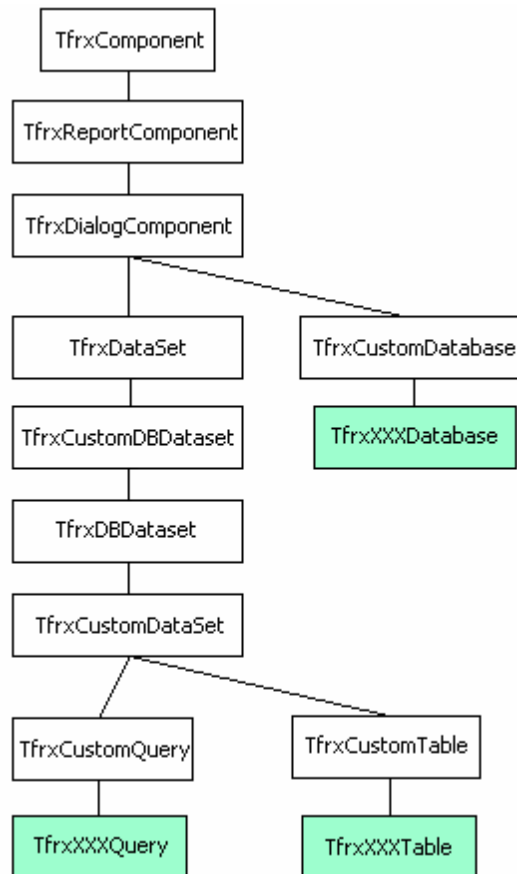 TfrxComponent
TfrxReportComponent
TfrxDialogComponent
TfrxDataSet
TfrxCustomDatabase
TfrxCustomDBDataset
TfrxXXXDatabase
TfrxDBDataset
TfrxCustomDataSet
TfrxCustomQuery
TfrxCustomTable
TfrxXXXQuery
TfrxXXXTable